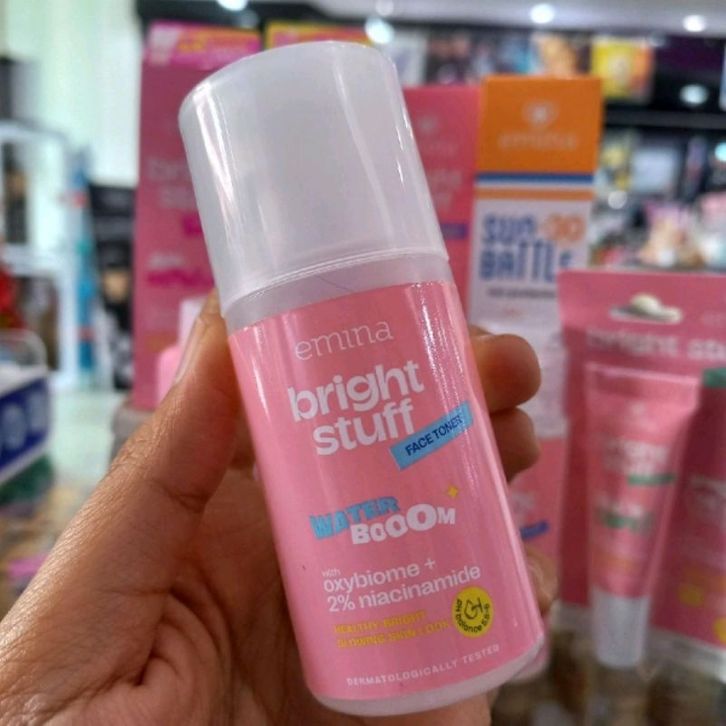 emina
bright
stuff
FACE TONER
WATER
BOOOM
with
oxybiome +
2% niacinamide
HEALTHY-BRIGHT
GLOWING SKIN LOOK
DERMATOLOGICALLY TESTED
emina
SUN
BATTLE
bright
stuff